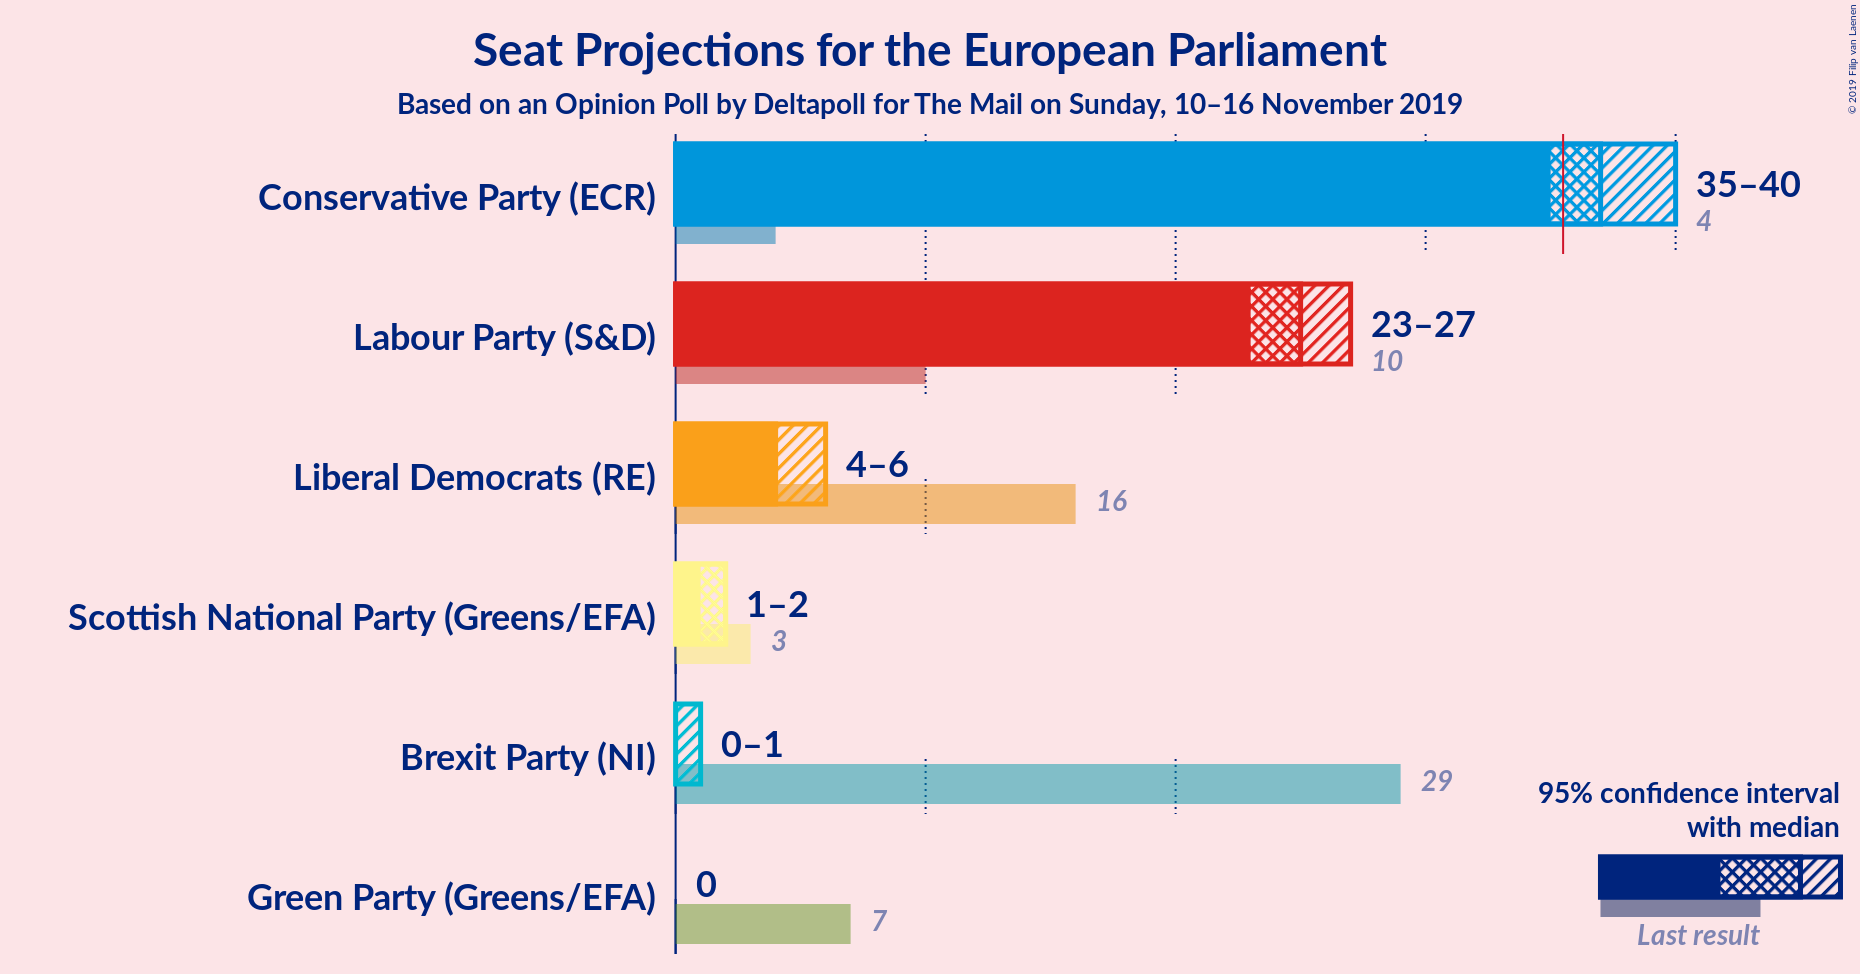 Seat Projections for the European Parliament
Based on an Opinion Poll by Deltapoll for The Mail on Sunday, 10–16 November 2019
© 2019 Filip van Laenen
Conservative Party (ECR)
35–40
4
Labour Party (S&D)
23–27
10
Liberal Democrats (RE)
4–6
16
Scottish National Party (Greens/EFA)
1–2
3
Brexit Party (NI)
0–1
29
Green Party (Greens/EFA)
0
7
95% confidence interval
with median
Last result